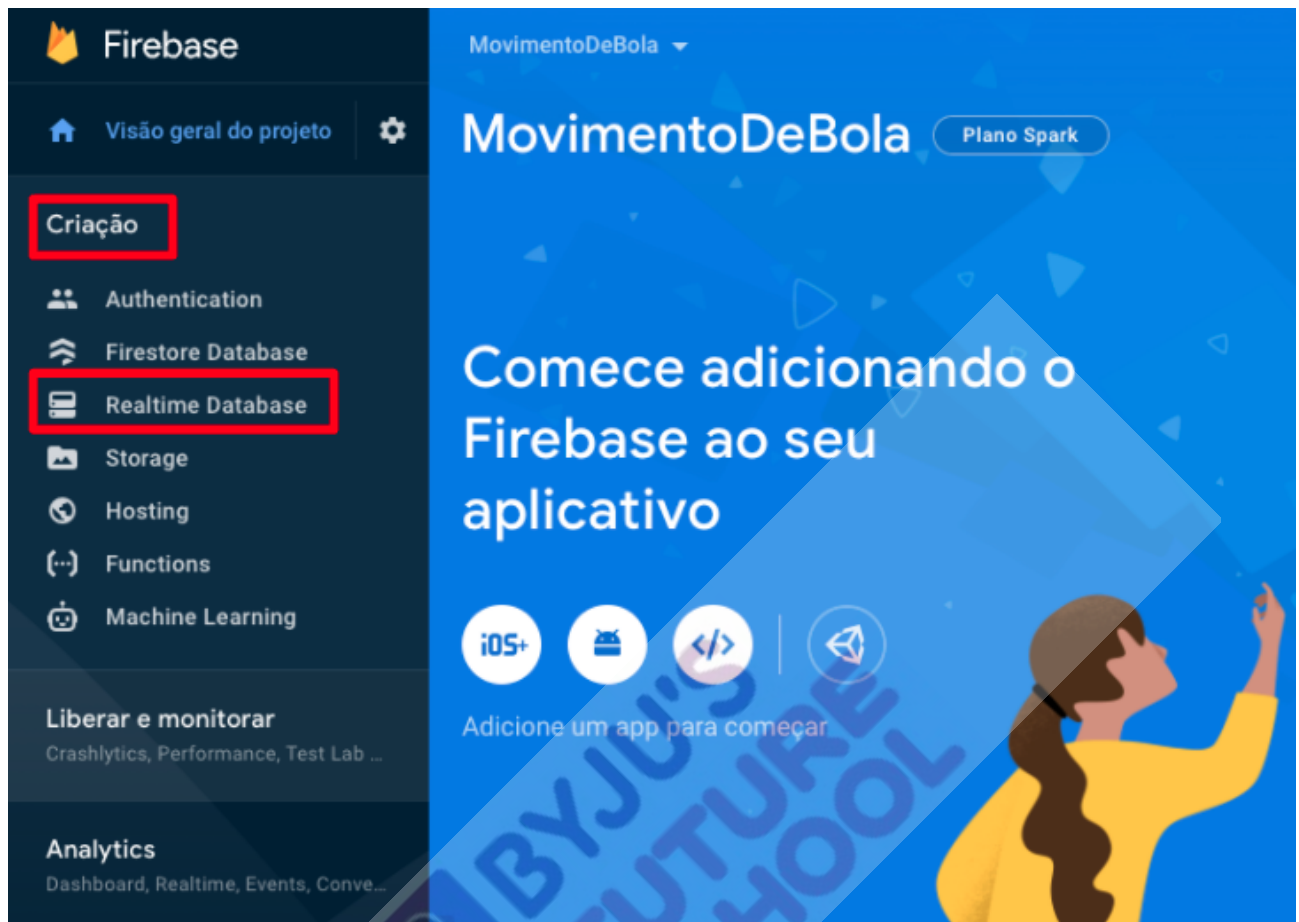 Firebase
Visão geral do projeto
Criação
Authentication
Firestore Database
Realtime Database
Storage
Hosting
Functions
Machine Learning
Liberar e monitorar
Crashlytics, Performance, Test Lab ...
Analytics
Dashboard, Realtime, Events, Conve...
MovimentoDeBola
MovimentoDeBola Plano Spark
Comece adicionando o
Firebase ao seu
aplicativo
iOS+
</>
Adicione um app para começar
BYJU'S
FUTURE
SCHOOL